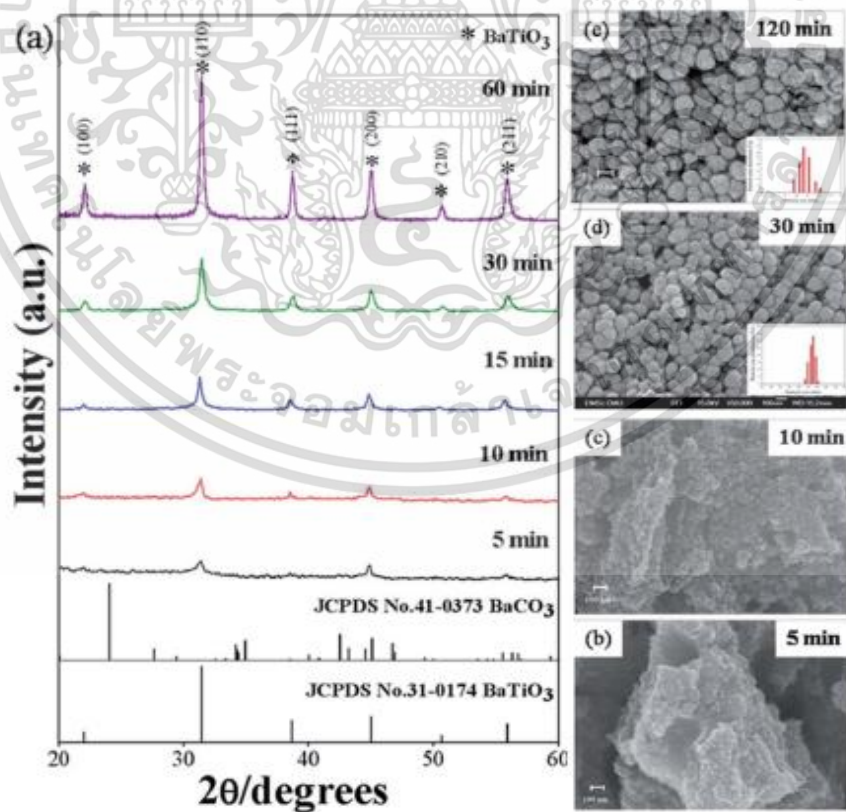 (a)
* BaTiO3
60 min
* (100)
* (110)
* (111)
* (200)
* (210)
* (211)
30 min
15 min
10 min
5 min
JCPDS No.41-0373 BaCO3
JCPDS No.31-0174 BaTiO3
Intensity (a.u.)
20 30 40 50 60
2θ/degrees
(e) 120 min
(d) 30 min
(c) 10 min
(b) 5 min